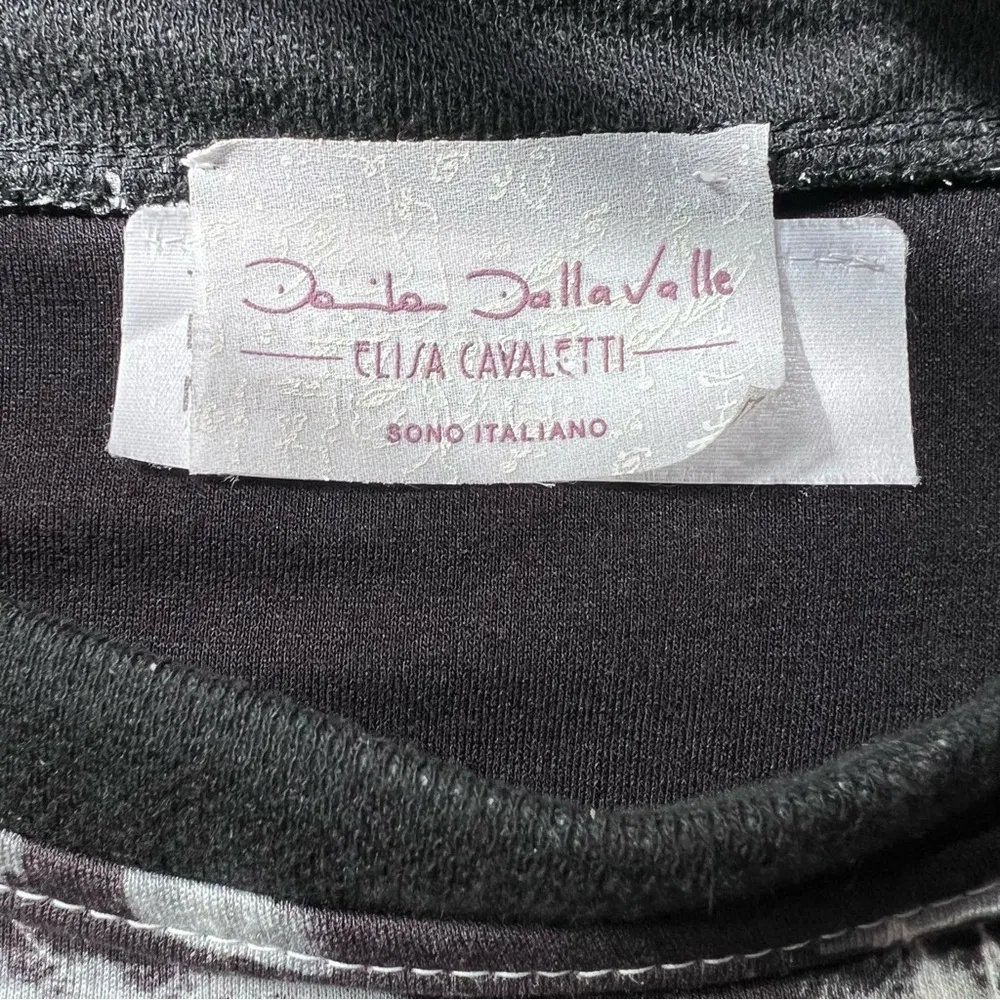 Daniela DallaValle
ELISA CAVALETTI
SONO ITALIANO